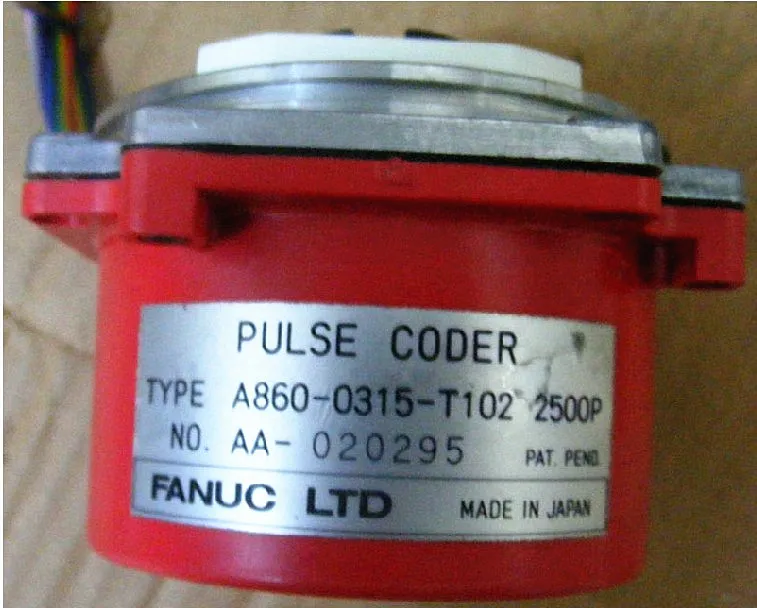 PULSE CODER
TYPE A860-0315-T102 2500P
NO. AA-020295 PAT. PEND.
FANUC LTD MADE IN JAPAN